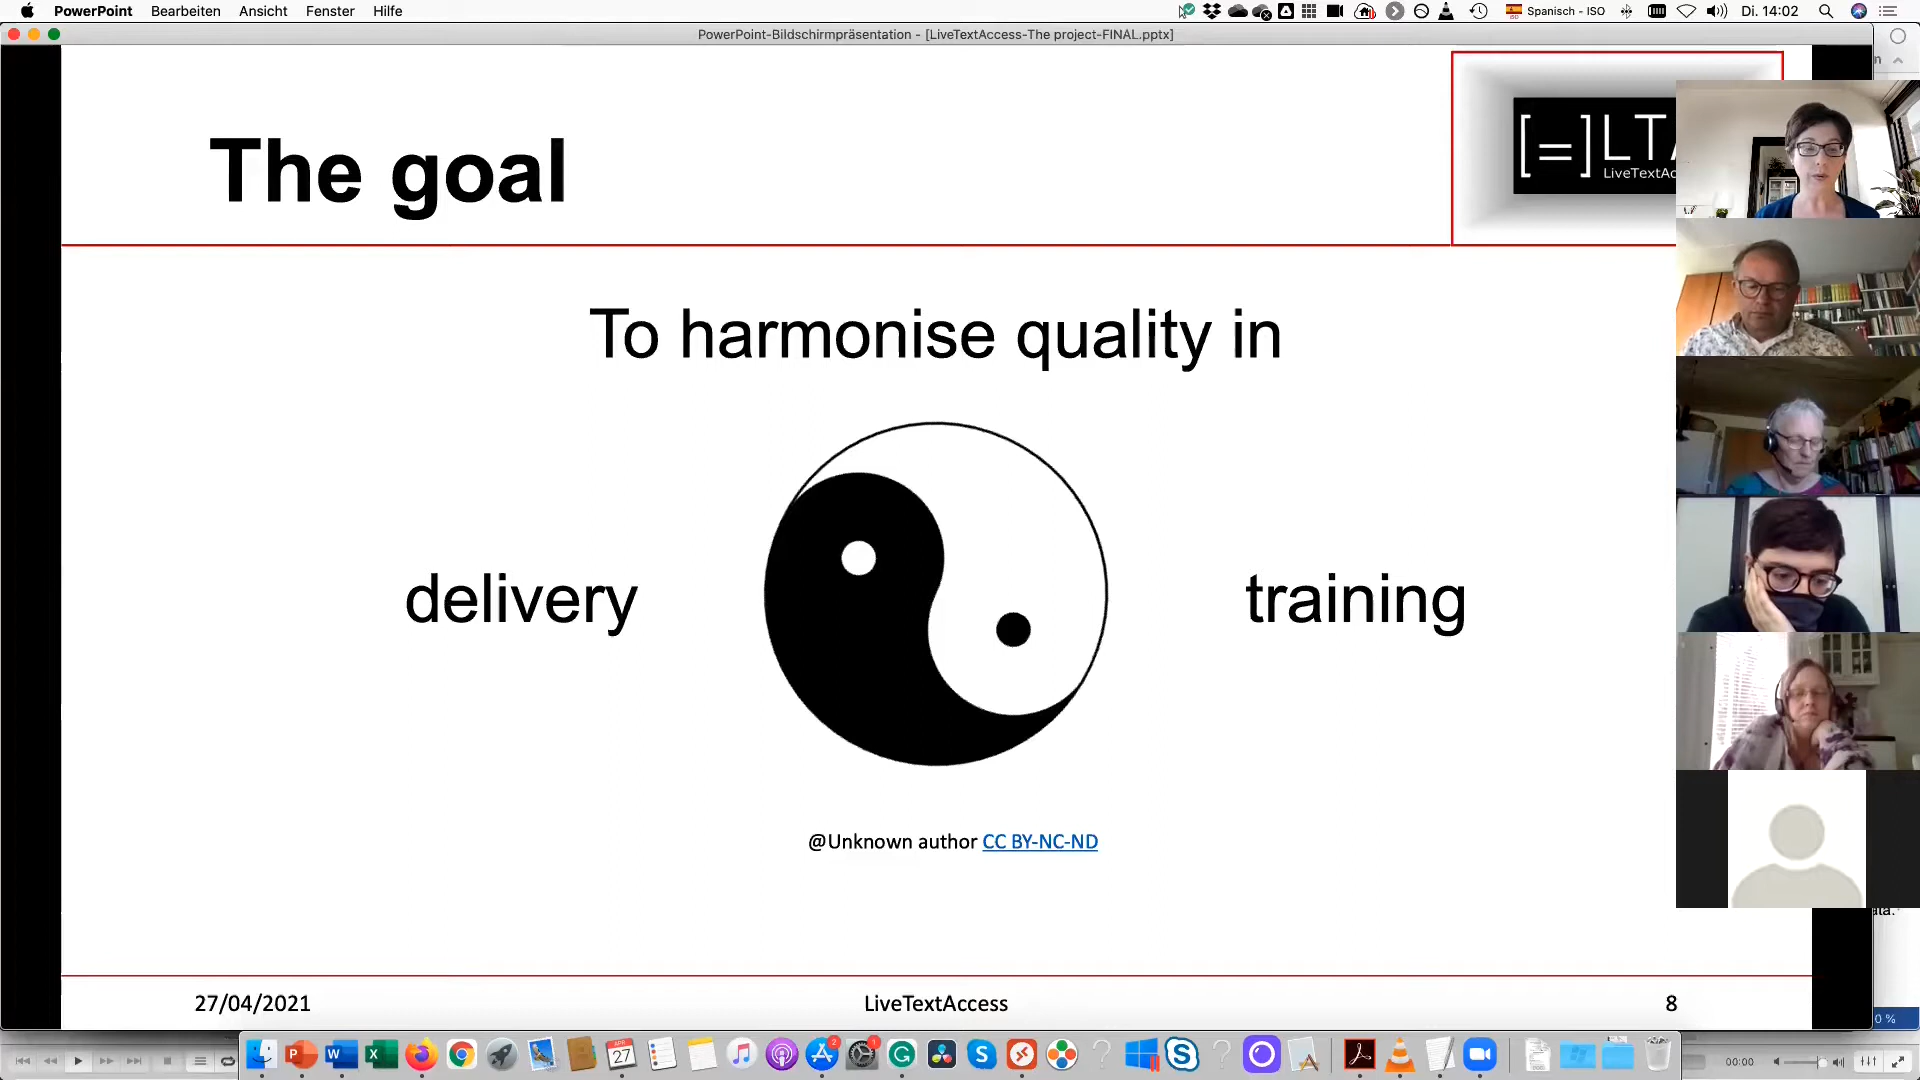 PowerPoint Bearbeiten Ansicht Fenster Hilfe
Spanisch - ISO
Di. 14:02
PowerPoint-Bildschirmpräsentation - [LiveTextAccess-The project-FINAL.pptx]
The goal
[=]LTA
LiveTextAc
To harmonise quality in
delivery
training
@Unknown author CC BY-NC-ND
27/04/2021
LiveTextAccess
8
0 %
00:00